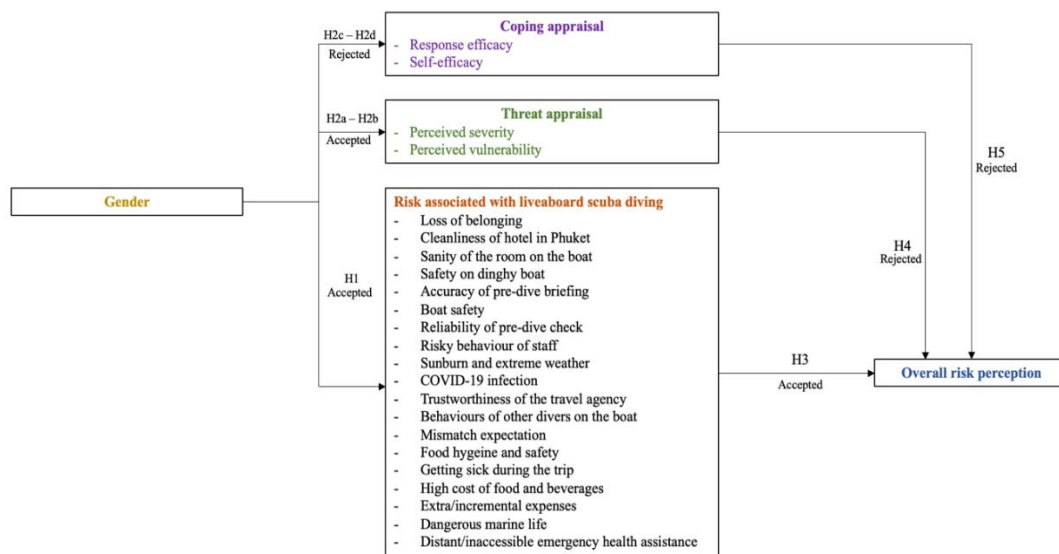 Coping appraisal
- Response efficacy
- Self-efficacy
H2c – H2d
Rejected
Threat appraisal
- Perceived severity
- Perceived vulnerability
H2a – H2b
Accepted
Gender
Risk associated with liveaboard scuba diving
- Loss of belonging
- Cleanliness of hotel in Phuket
- Sanity of the room on the boat
- Safety on dinghy boat
- Accuracy of pre-dive briefing
- Boat safety
- Reliability of pre-dive check
- Risky behaviour of staff
- Sunburn and extreme weather
- COVID-19 infection
- Trustworthiness of the travel agency
- Behaviours of other divers on the boat
- Mismatch expectation
- Food hygeine and safety
- Getting sick during the trip
- High cost of food and beverages
- Extra/incremental expenses
- Dangerous marine life
- Distant/inaccessible emergency health assistance
H1
Accepted
H5
Rejected
H4
Rejected
H3
Accepted
Overall risk perception